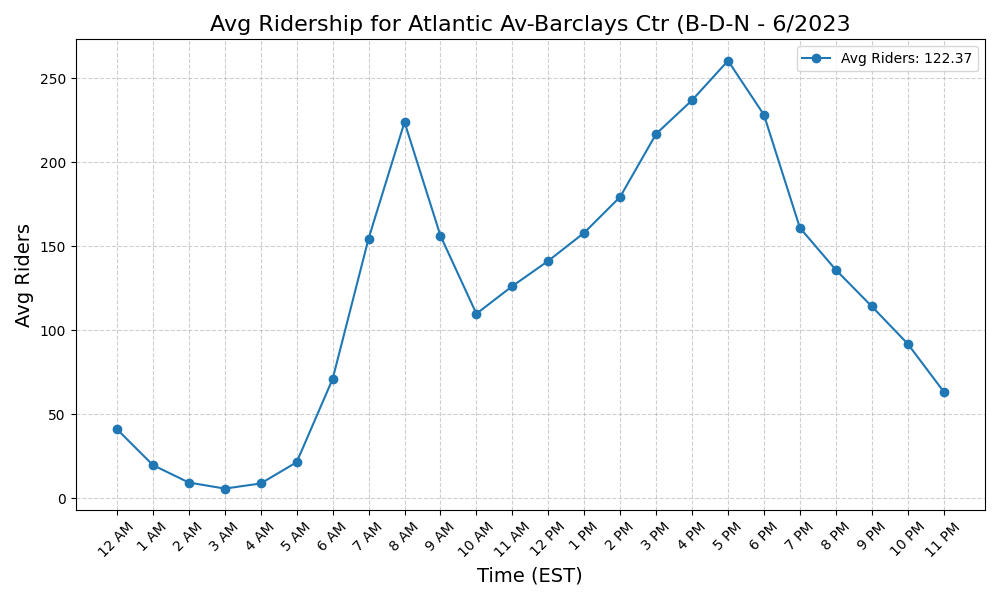 Avg Ridership for Atlantic Av-Barclays Ctr (B-D-N - 6/2023
Avg Riders: 122.37
Avg Riders
250
200
150
100
50
0
12 AM
1 AM
2 AM
3 AM
4 AM
5 AM
6 AM
7 AM
8 AM
9 AM
10 AM
11 AM
12 PM
1 PM
2 PM
3 PM
4 PM
5 PM
6 PM
7 PM
8 PM
9 PM
10 PM
11 PM
Time (EST)